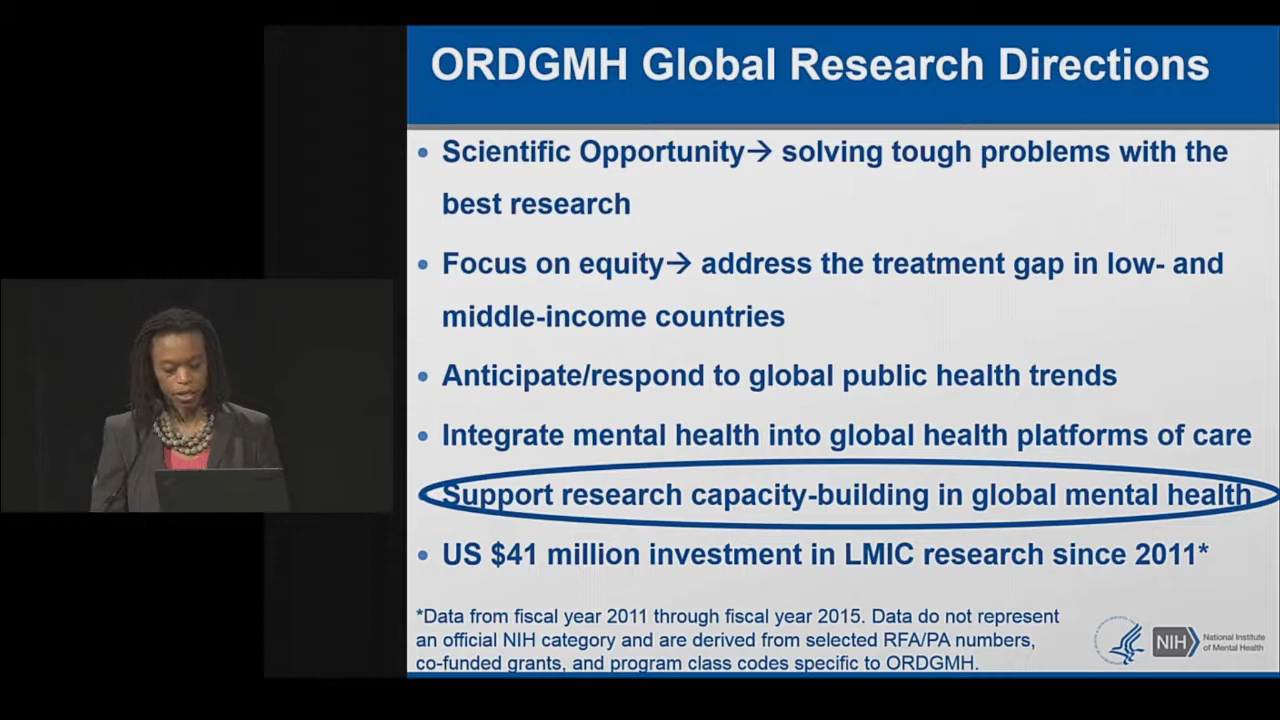 ORDGMH Global Research Directions
• Scientific Opportunity→ solving tough problems with the
best research
• Focus on equity→ address the treatment gap in low- and
middle-income countries
• Anticipate/respond to global public health trends
• Integrate mental health into global health platforms of care
Support research capacity-building in global mental health
• US $41 million investment in LMIC research since 2011*
*Data from fiscal year 2011 through fiscal year 2015. Data do not represent
an official NIH category and are derived from selected RFA/PA numbers,
co-funded grants, and program class codes specific to ORDGMH.
NIH
National Institute
of Mental Health